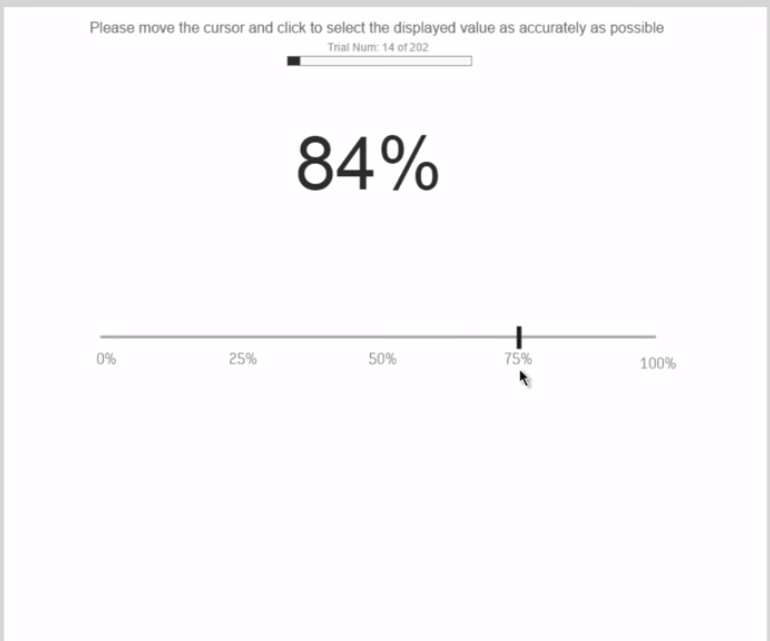 Please move the cursor and click to select the displayed value as accurately as possible
Trial Num: 14 of 202
84%
0% 25% 50% 75% 100%